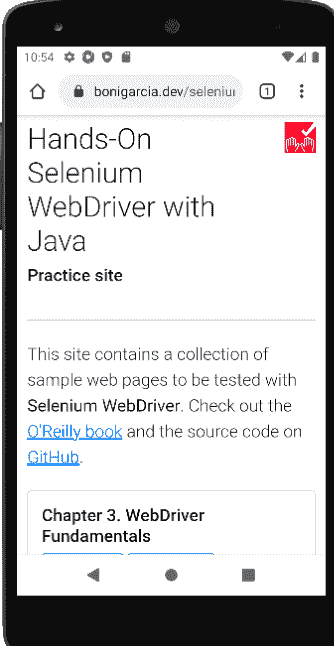 10:54
bonigarcia.dev/seleniu
1
Hands-On
Selenium
WebDriver with
Java
Practice site
This site contains a collection of
sample web pages to be tested with
Selenium WebDriver. Check out the
O'Reilly book and the source code on
GitHub.
Chapter 3. WebDriver
Fundamentals